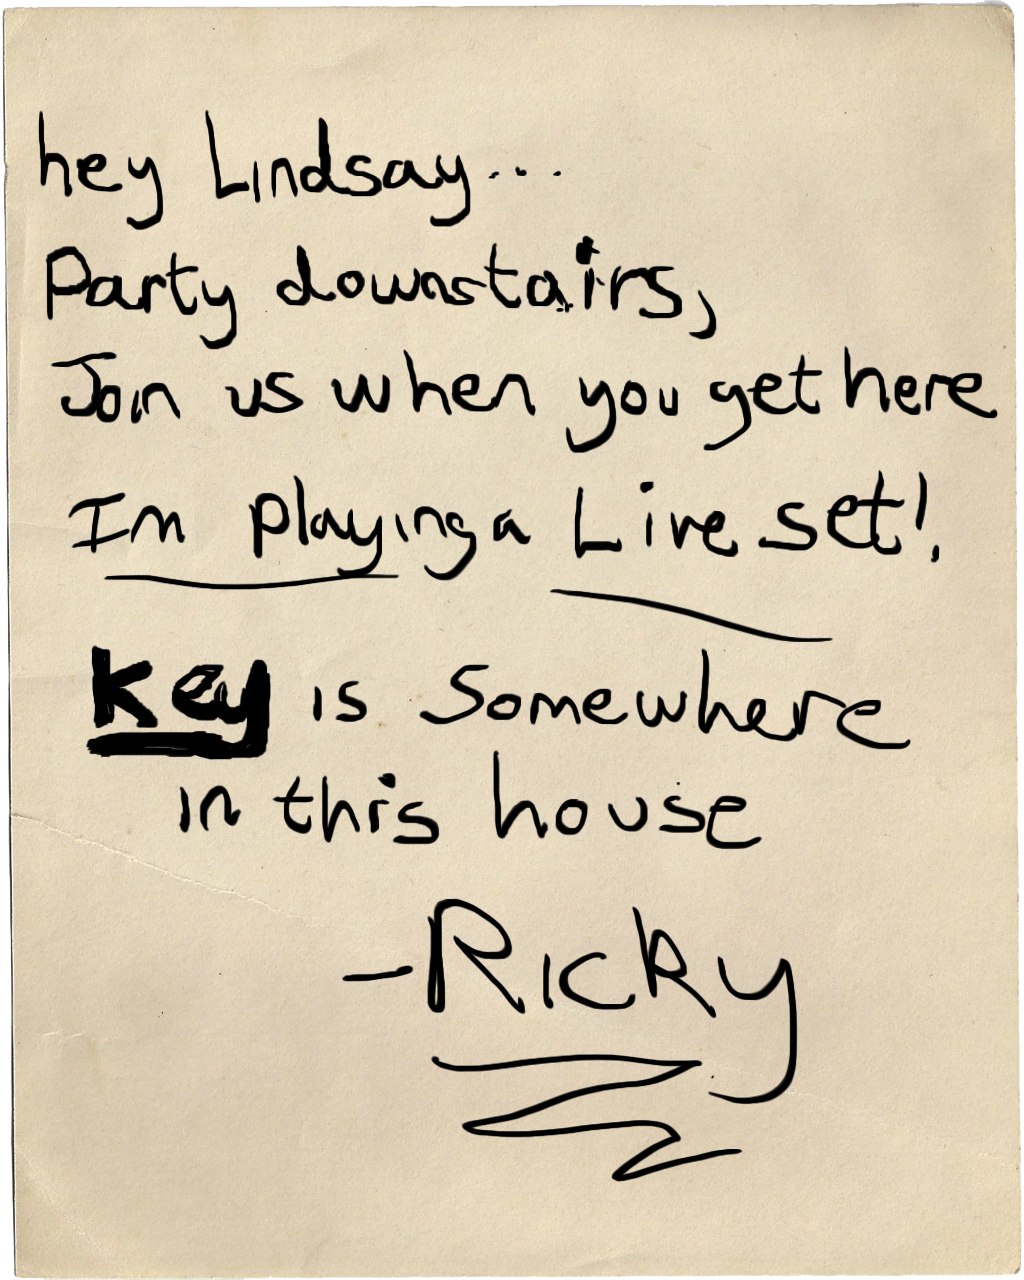 hey Lindsay...
Party downstairs,
Join us when you get here
Im playing a Live set!
Key is Somewhere
in this house
-Ricky